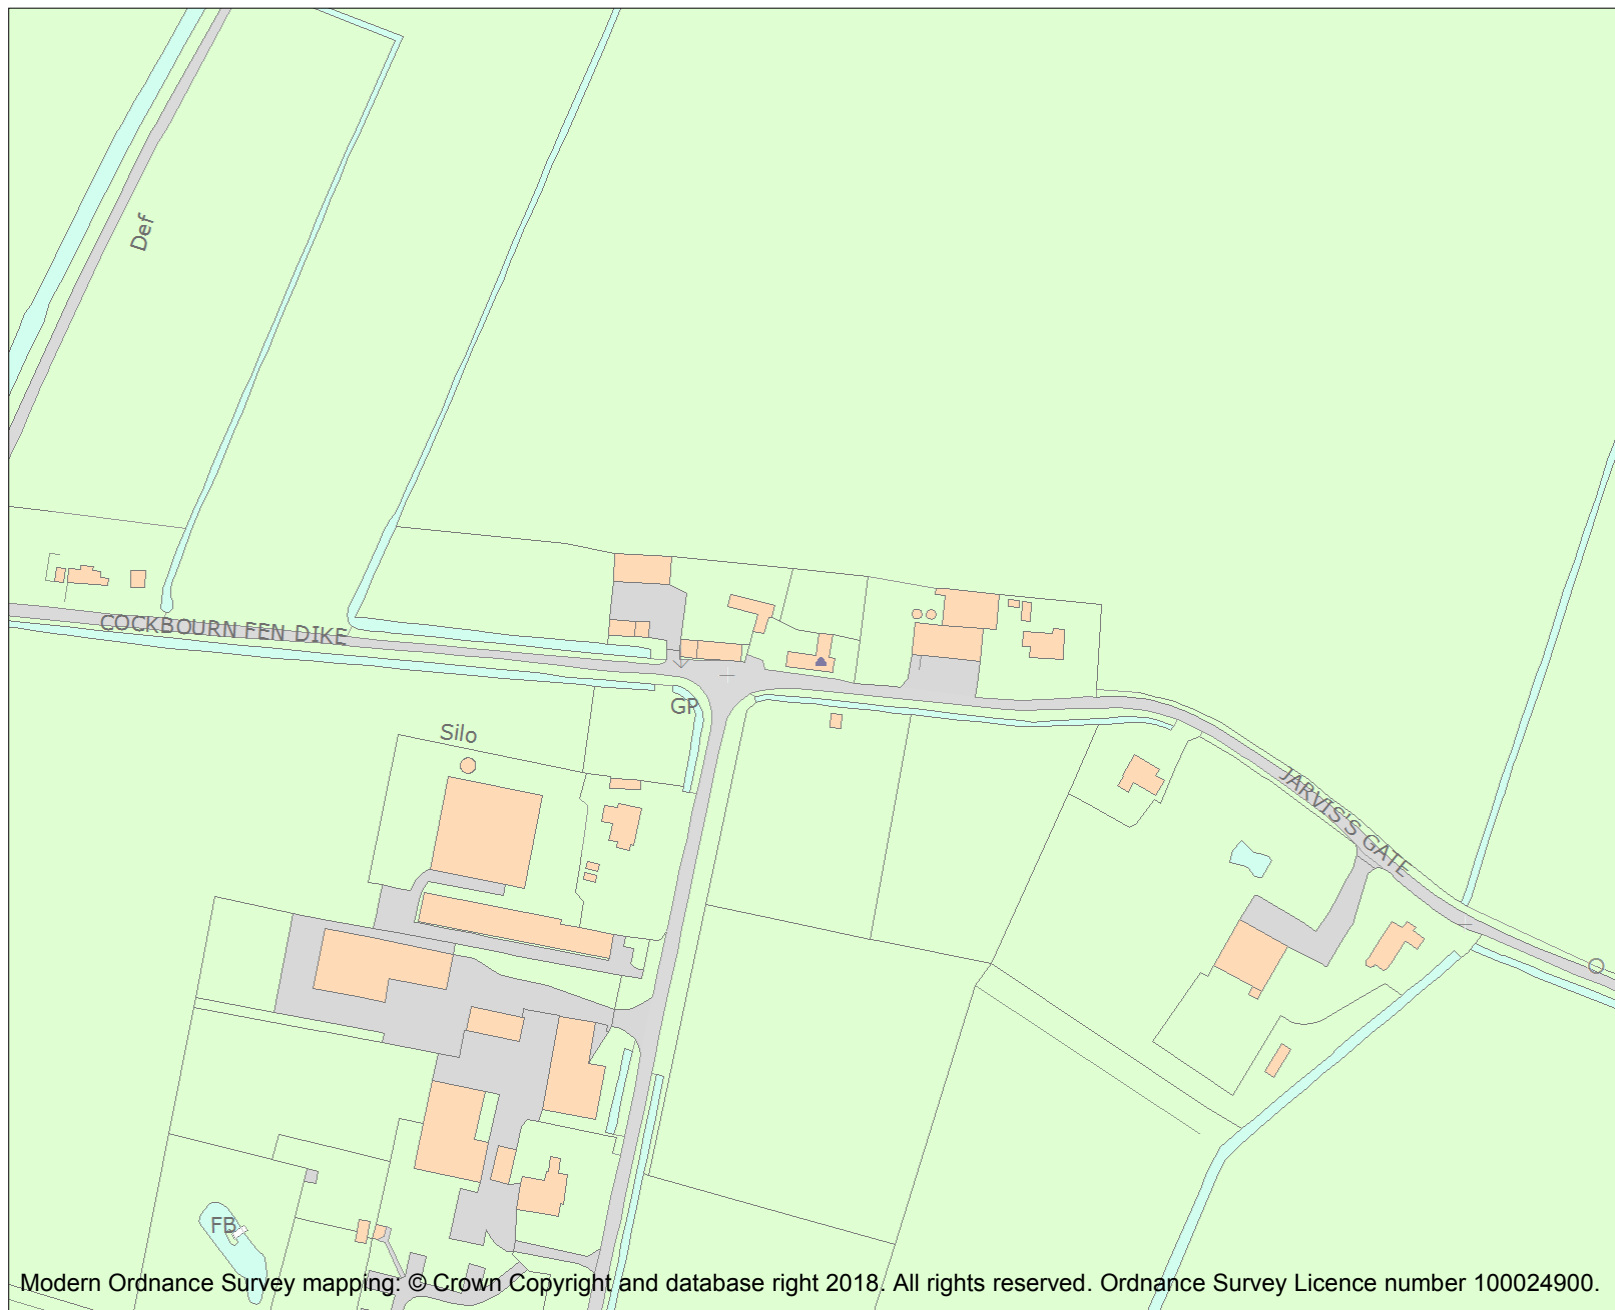 Def
COCKBOURN FEN DIKE
GP
Silo
JARVIS'S GATE
FB
Modern Ordnance Survey mapping: © Crown Copyright and database right 2018. All rights reserved. Ordnance Survey Licence number 100024900.